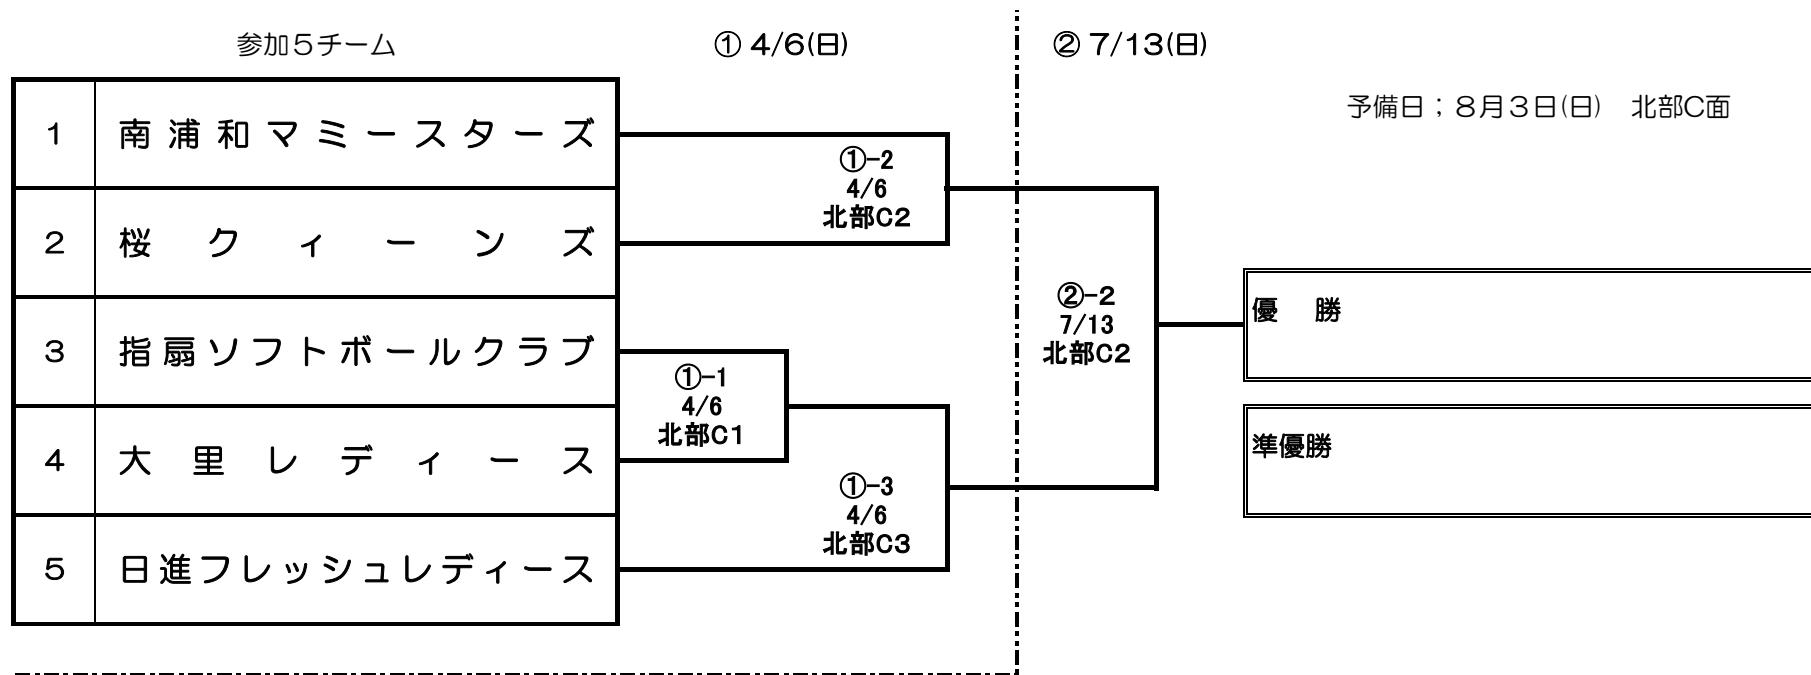 参加５チーム
① 4/6(日)
② 7/13(日)
予備日；８月３日(日)　北部C面
1 南浦和マミースターズ
2 桜クィーンズ
3 指扇ソフトボールクラブ
4 大里レディース
5 日進フレッシュレディース
①-2
4/6
北部C2
①-1
4/6
北部C1
①-3
4/6
北部C3
②-2
7/13
北部C2
優　勝
準優勝